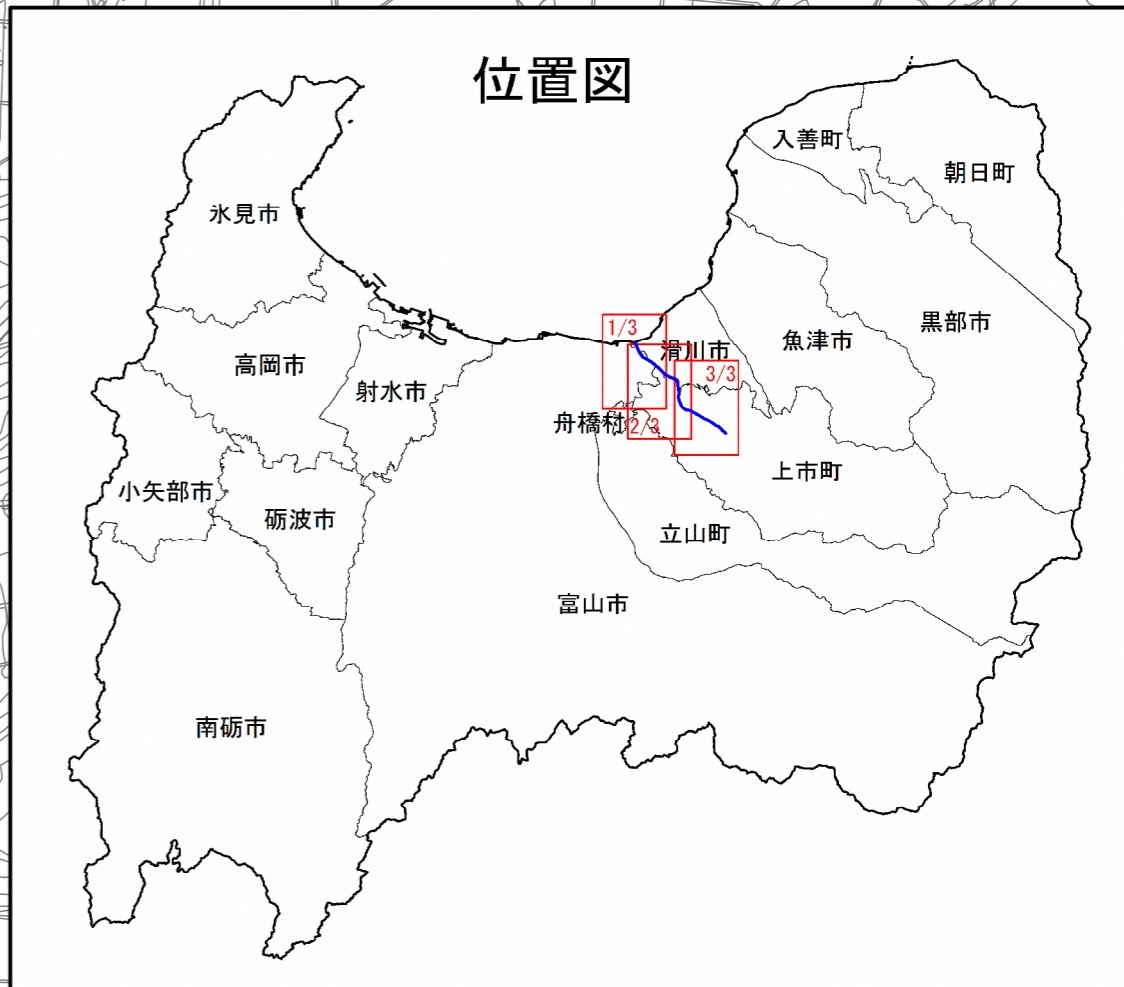 位置図
入善町
朝日町
氷見市
黒部市
1/3
魚津市
滑川市
高岡市
3/3
射水市
舟橋村
2/3
上市町
小矢部市
砺波市
立山町
富山市
南砺市